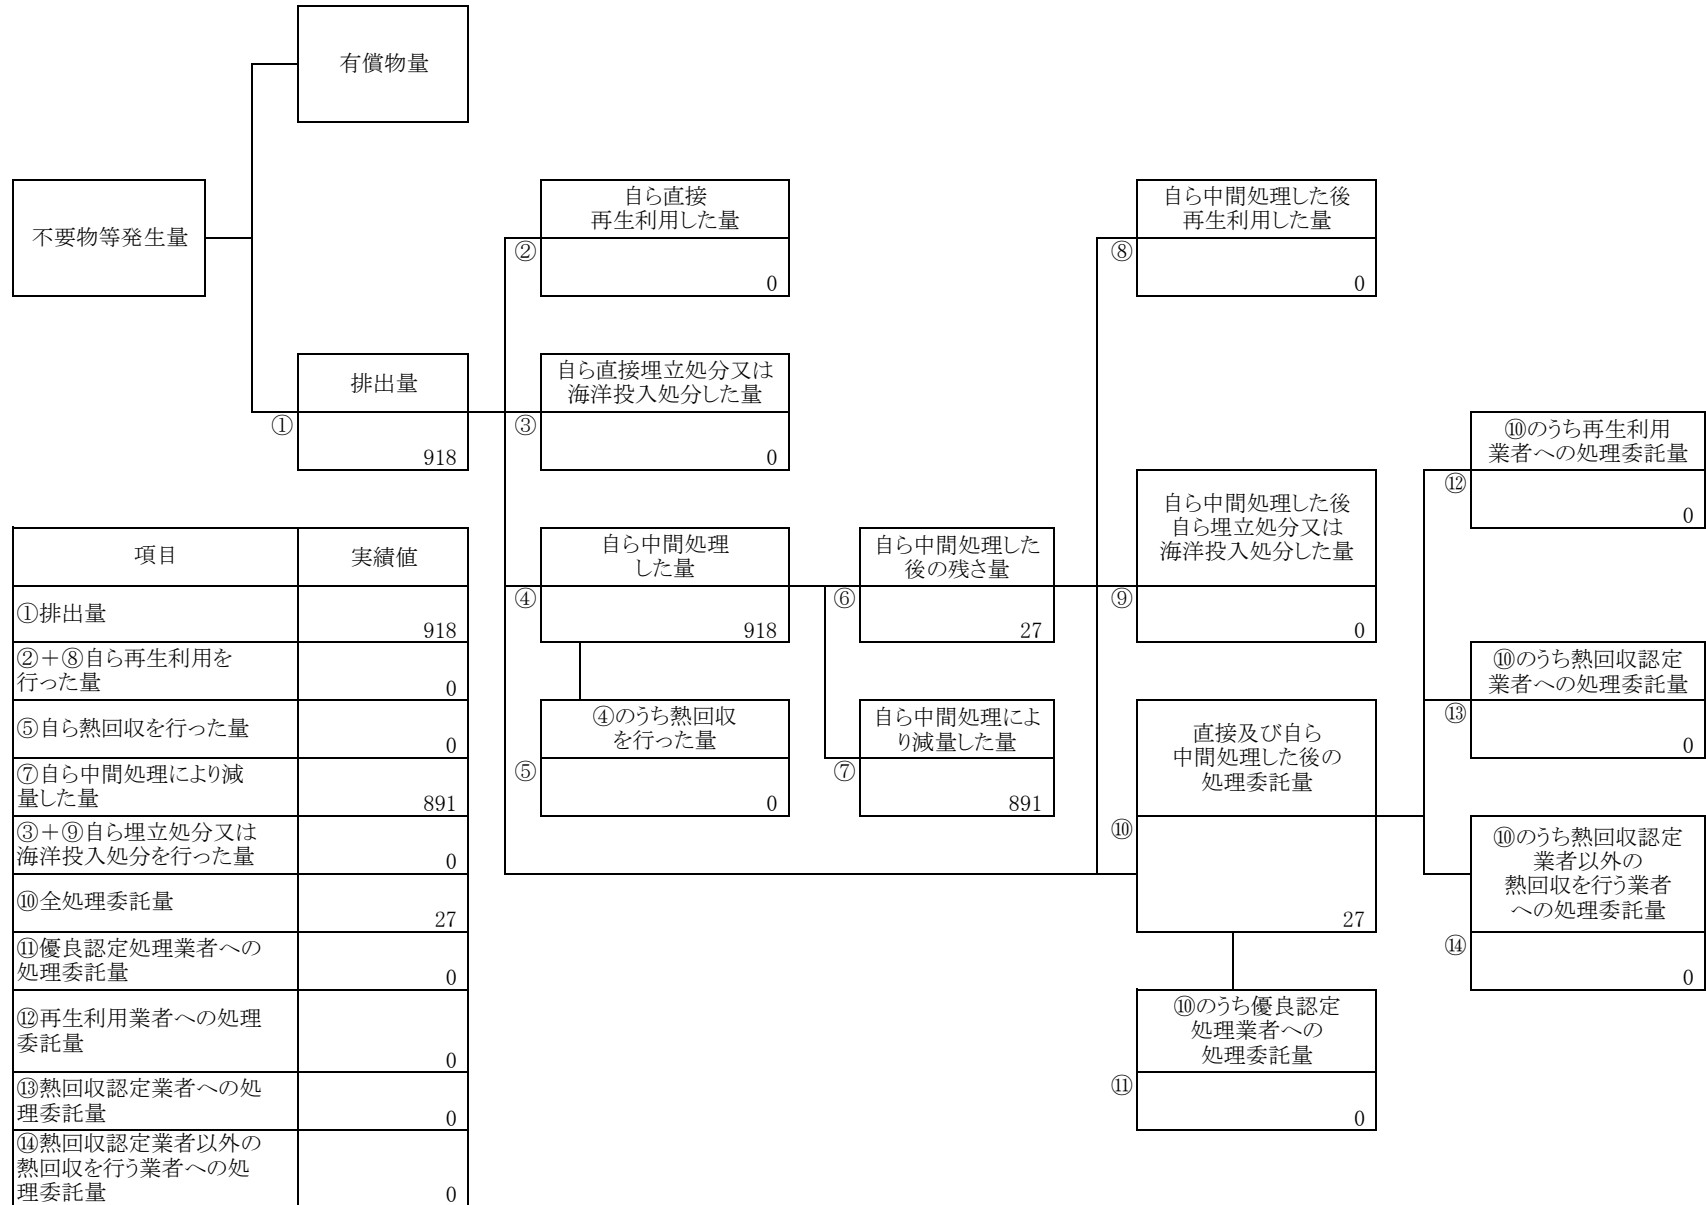 有償物量
不要物等発生量
排出量
①
918
自ら直接
再生利用した量
②
0
自ら直接埋立処分又は
海洋投入処分した量
③
0
自ら中間処理
した量
④
918
④のうち熱回収
を行った量
⑤
0
自ら中間処理した
後の残さ量
⑥
27
自ら中間処理によ
り減量した量
⑦
891
自ら中間処理した後
再生利用した量
⑧
0
自ら中間処理した後
自ら埋立処分又は
海洋投入処分した量
⑨
0
直接及び自ら
中間処理した後の
処理委託量
⑩
27
⑩のうち優良認定
処理業者への
処理委託量
⑪
0
⑩のうち再生利用
業者への処理委託量
⑫
0
⑩のうち熱回収認定
業者への処理委託量
⑬
0
⑩のうち熱回収認定
業者以外の
熱回収を行う業者
への処理委託量
⑭
0
項目 実績値
①排出量
918
②＋⑧自ら再生利用を
行った量
0
⑤自ら熱回収を行った量
0
⑦自ら中間処理により減
量した量
891
③＋⑨自ら埋立処分又は
海洋投入処分を行った量
0
⑩全処理委託量
27
⑪優良認定処理業者への
処理委託量
0
⑫再生利用業者への処理
委託量
0
⑬熱回収認定業者への処
理委託量
0
⑭熱回収認定業者以外の
熱回収を行う業者への処
理委託量
0